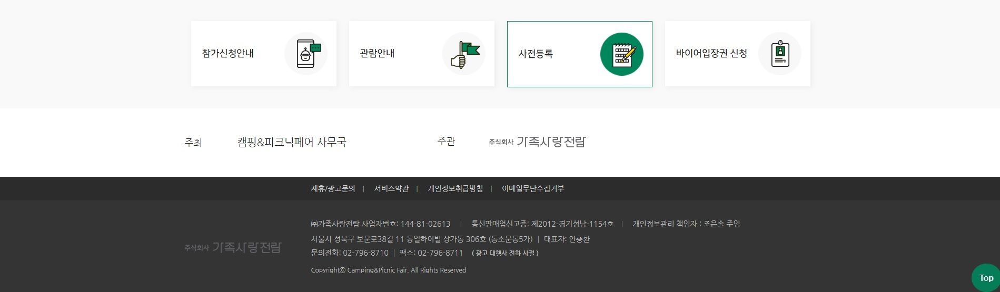 참가신청안내
관람안내
사전등록
바이어입장권 신청
주최 캠핑&피크닉페어 사무국 주관 주식회사 가족사랑전람
제휴/광고문의 | 서비스약관 | 개인정보취급방침 | 이메일무단수집거부
㈜가족사랑전람 사업자번호: 144-81-02613 | 통신판매업신고증: 제2012-경기성남-1154호 | 개인정보관리 책임자 : 조은솔 주임
서울시 성북구 보문로38길 11 동일하이빌 상가동 306호 (동소문동5가) | 대표자: 안충환
주식회사 가족사랑전람
문의전화: 02-796-8710 | 팩스: 02-796-8711 ( 광고 대행사 전화 사절 )
Copyrightⓒ Camping&Picnic Fair. All Rights Reserved
Top